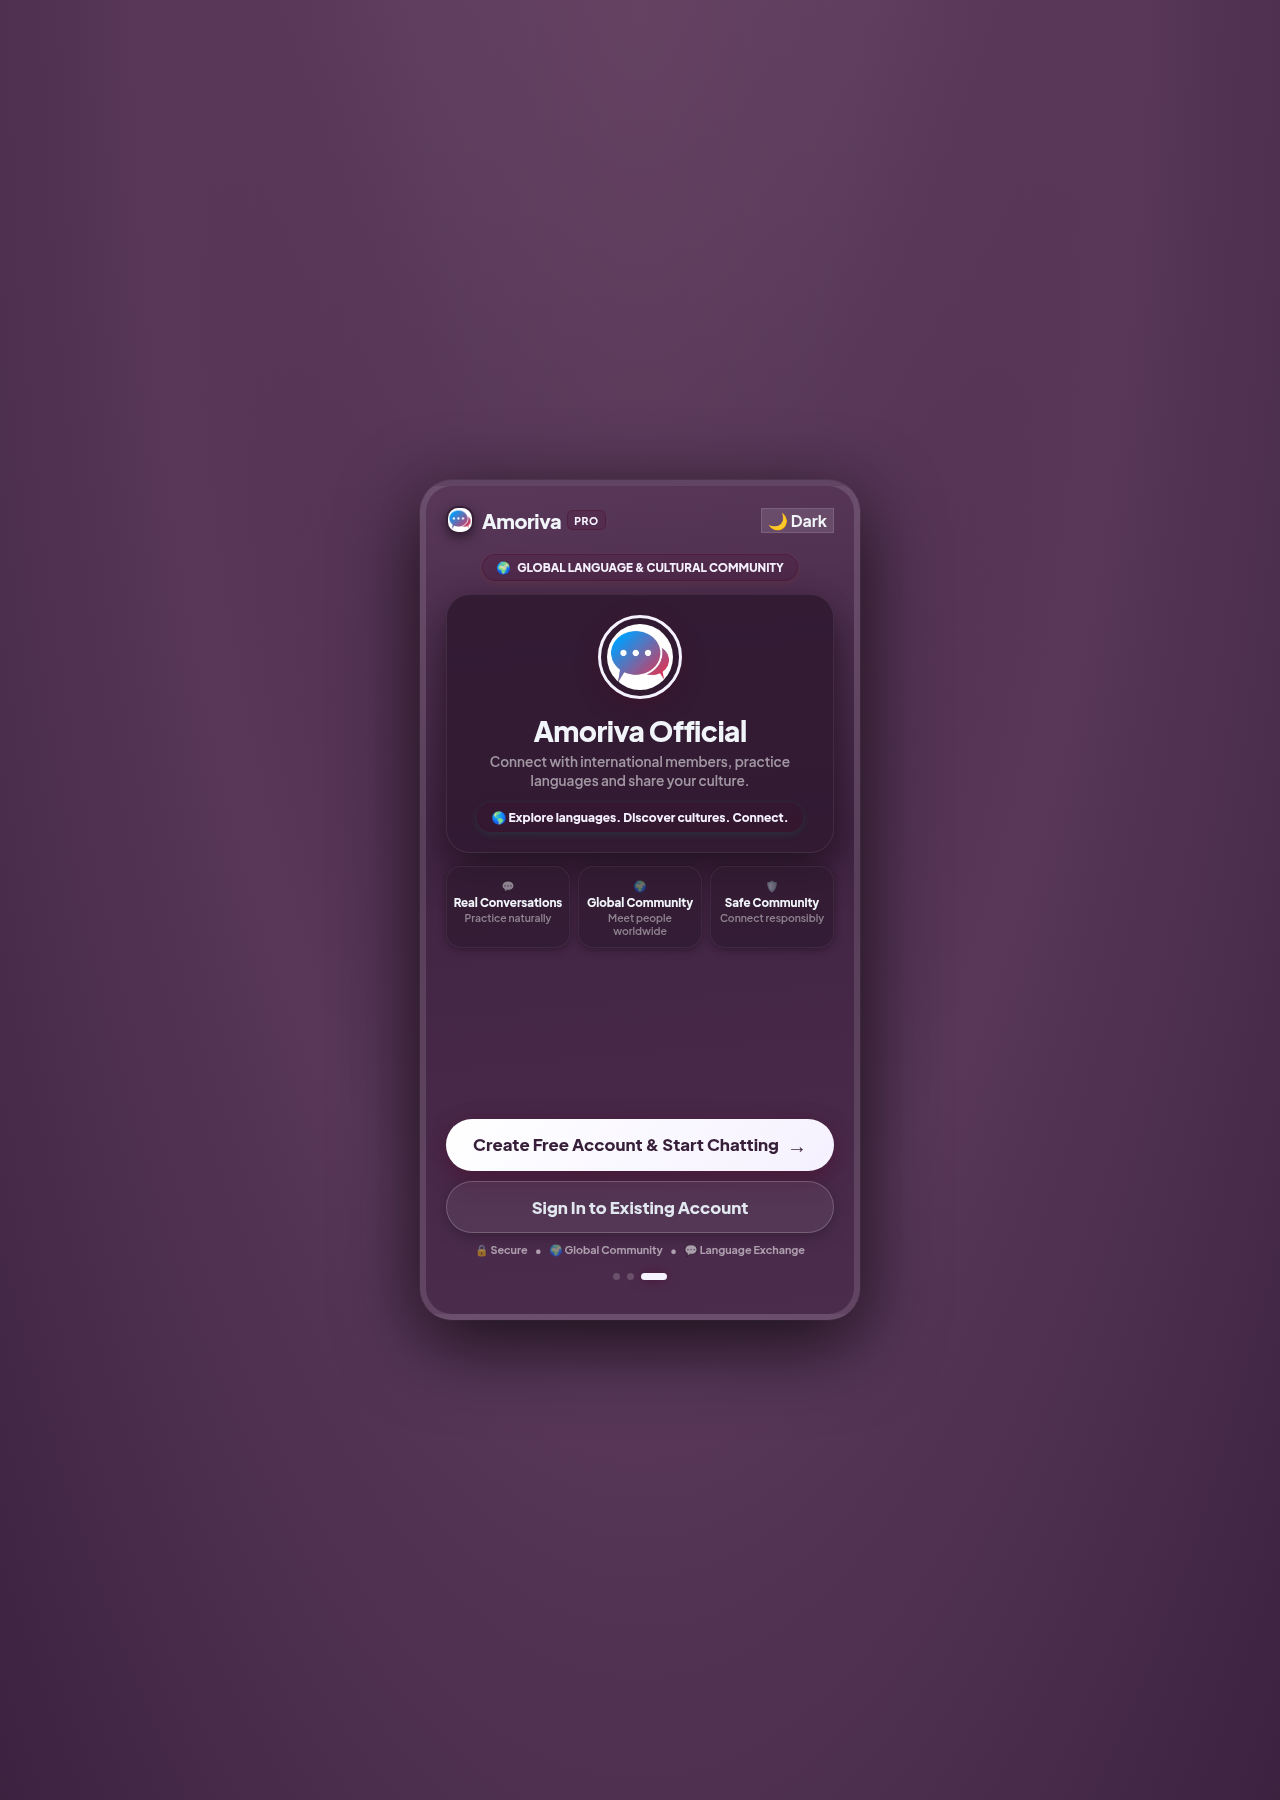 Amoriva PRO
🌙 Dark
🌍 GLOBAL LANGUAGE & CULTURAL COMMUNITY
Amoriva Official
Connect with international members, practice
languages and share your culture.
🌎 Explore languages. Discover cultures. Connect.
💬
Real Conversations
Practice naturally
🌍
Global Community
Meet people
worldwide
🛡️
Safe Community
Connect responsibly
Create Free Account & Start Chatting →
Sign In to Existing Account
🔒 Secure • 🌍 Global Community • 💬 Language Exchange